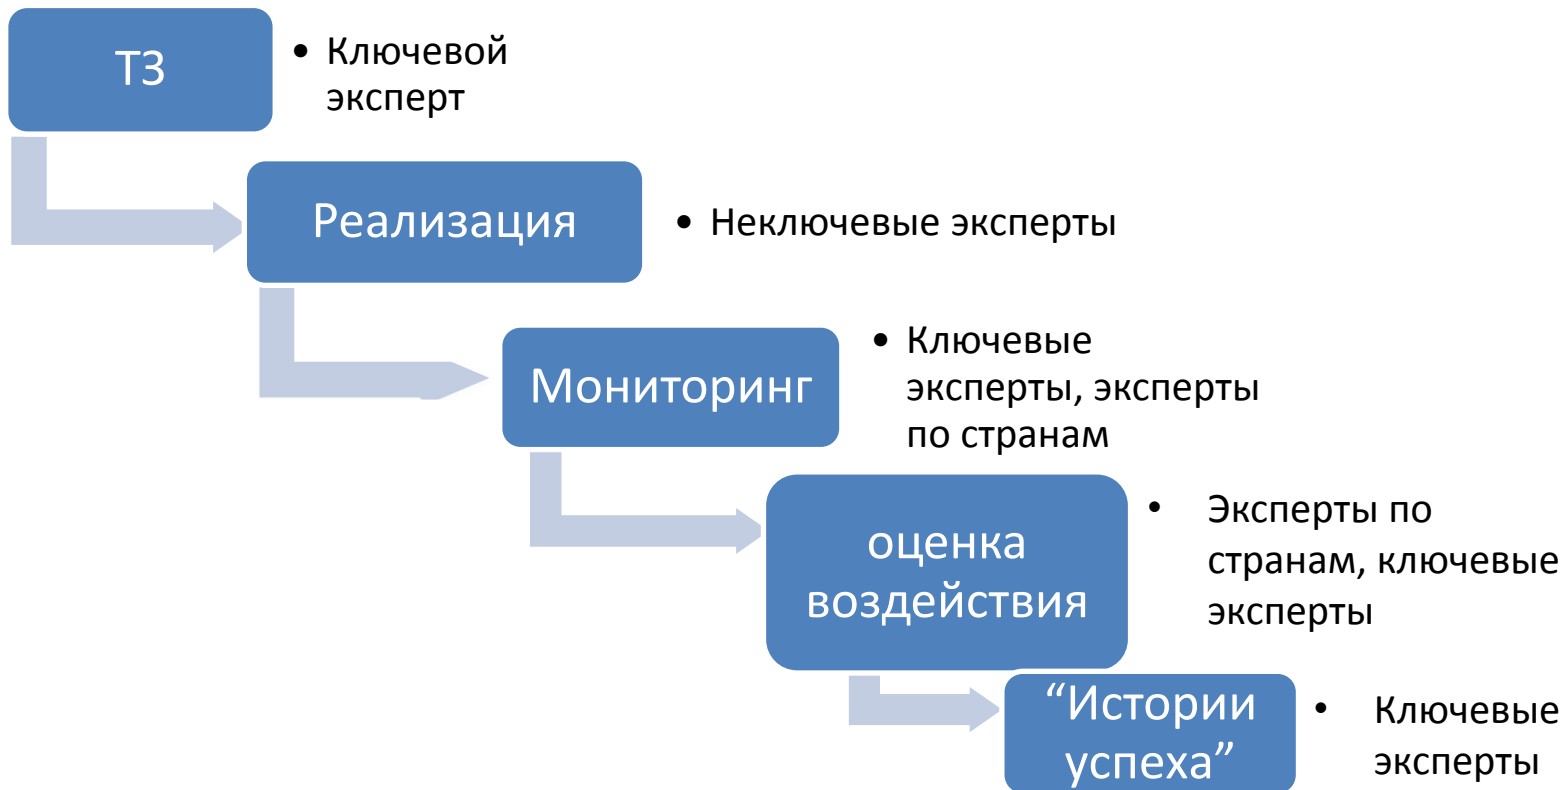 ТЗ
• Ключевой
эксперт
Реализация
• Неключевые эксперты
Мониторинг
• Ключевые
эксперты, эксперты
по странам
оценка
воздействия
• Эксперты по
странам, ключевые
эксперты
“Истории
успеха”
• Ключевые
эксперты